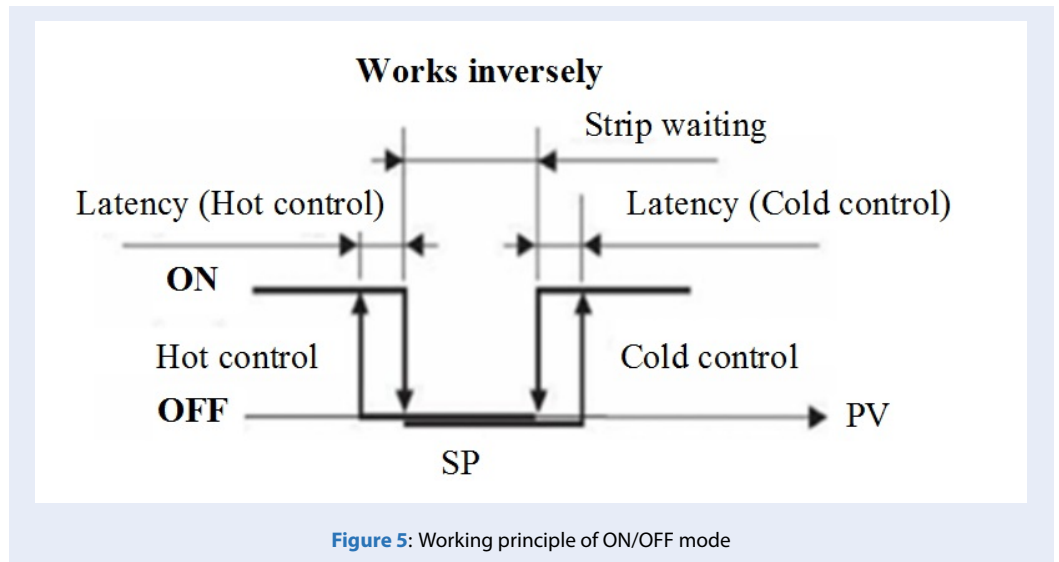 Works inversely
Strip waiting
Latency (Hot control)
Latency (Cold control)
ON
Hot control
Cold control
OFF
PV
SP
Figure 5: Working principle of ON/OFF mode